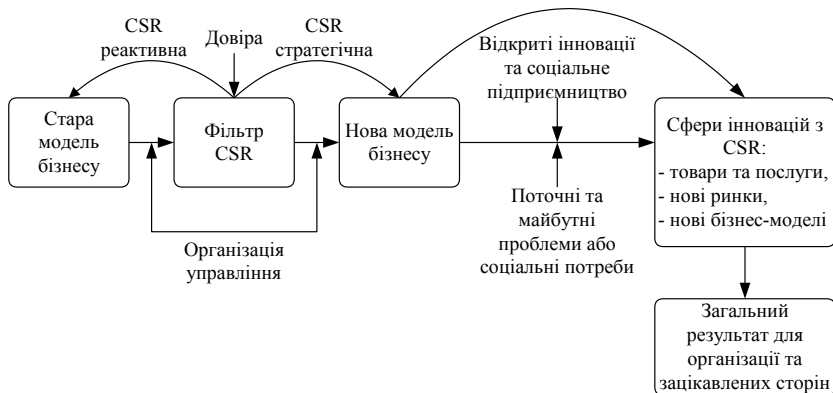 CSR
реактивна
Довіра
CSR
стратегічна
Відкриті інновації
та соціальне
підприємництво
Стара
модель
бізнесу
Фільтр
CSR
Нова модель
бізнесу
Сфери інновацій з
CSR:
- товари та послуги,
- нові ринки,
- нові бізнес-моделі
Організація
управління
Поточні та
майбутні
проблеми або
соціальні потреби
Загальний
результат для
організації та
зацікавлених сторін